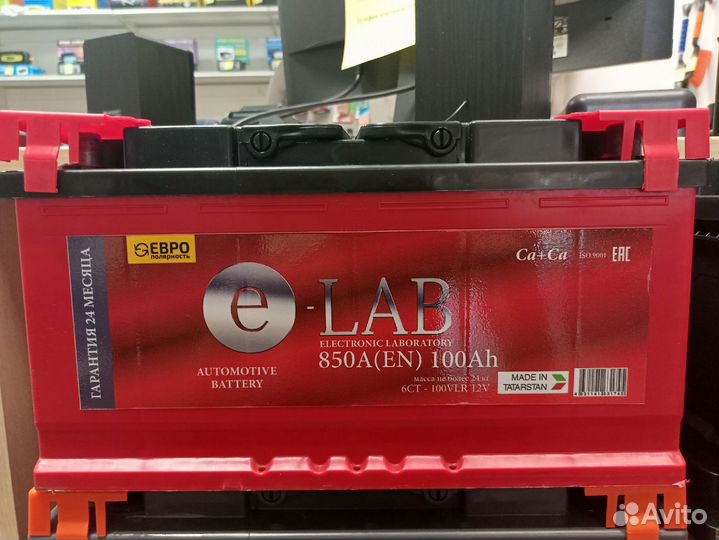 ГАРАНТИЯ 24 МЕСЯЦА
ЕВРО
полярность
Ca+Ca
ISO 9001
EAC
e-LAB
ELECTRONIC LABORATORY
850A(EN) 100Ah
AUTOMOTIVE
BATTERY
масса не более 24 кг
6СТ - 100VLR 12V
MADE IN
TATARSTAN
Avito